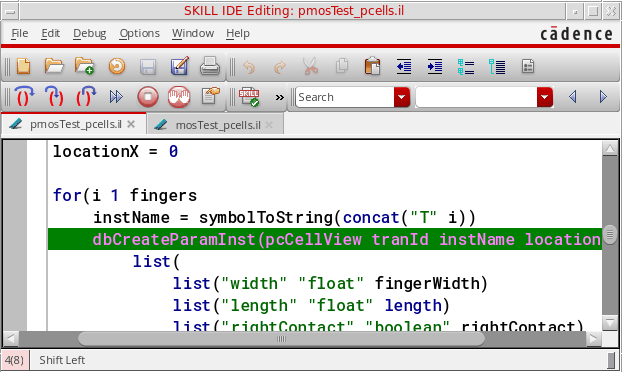 SKILL IDE Editing: pmosTest_pcells.il
File Edit Debug Options Window Help
cādence
SKILL
» Search
pmosTest_pcells.il mosTest_pcells.il
locationX = 0
for(i 1 fingers
instName = symbolToString(concat("T" i))
dbCreateParamInst(pcCellView tranId instName location
list(
list("width" "float" fingerWidth)
list("length" "float" length)
list("rightContact" "boolean" rightContact)
4(8) Shift Left